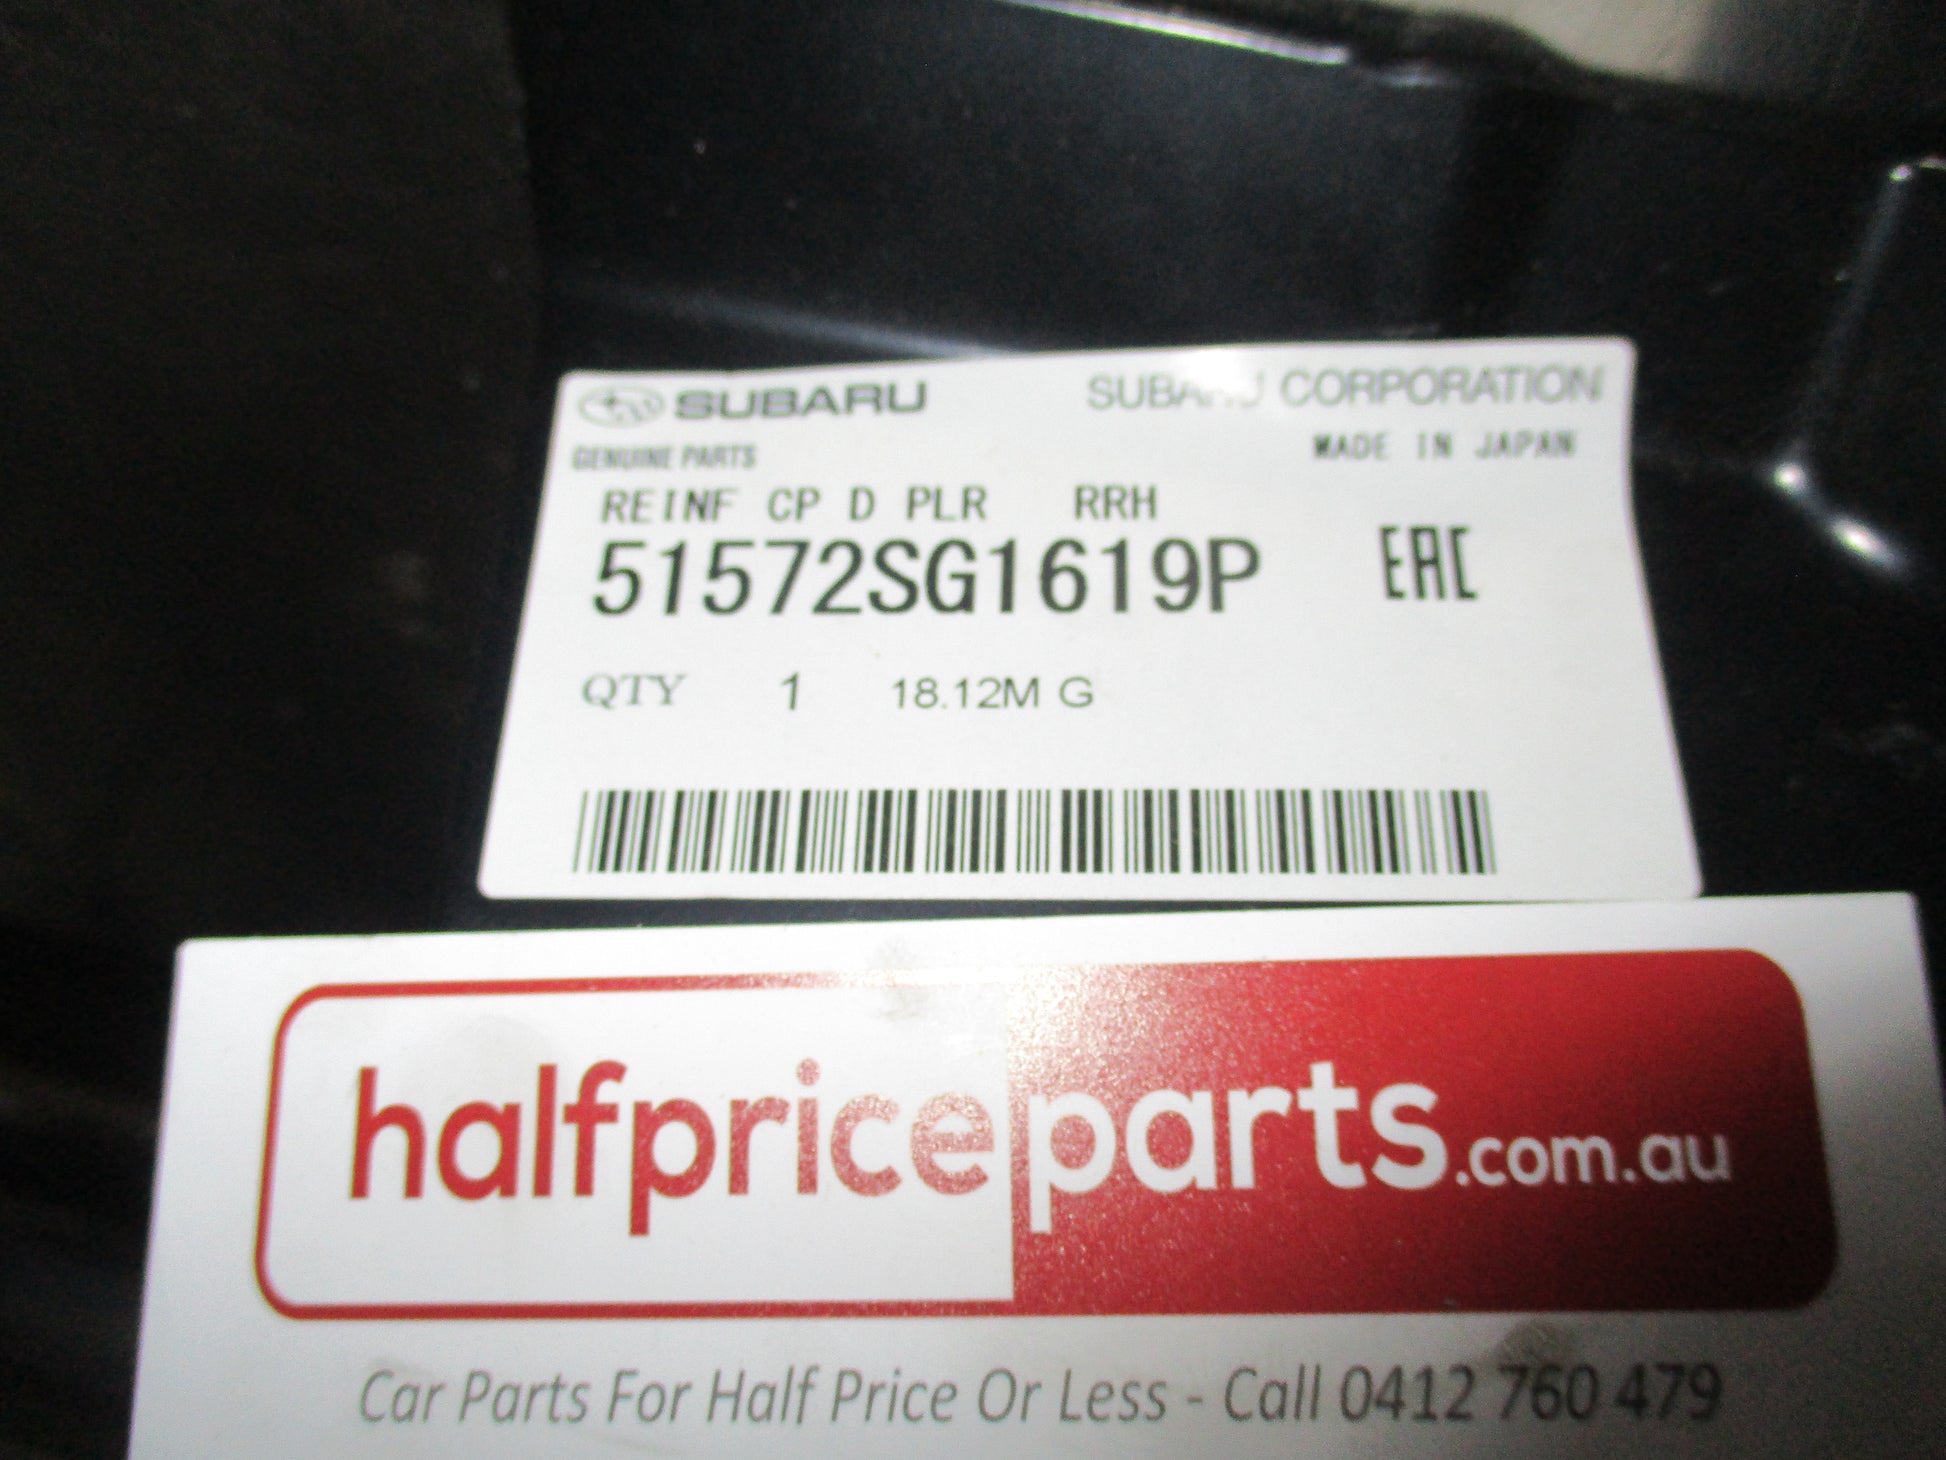 SUBARU SUBARU CORPORATION
GENUINE PARTS MADE IN JAPAN
REINF CP D PLR RRH
51572SG1619P EAC
QTY 1 18.12M G
halfpriceparts.com.au
Car Parts For Half Price Or Less - Call 0412 760 479